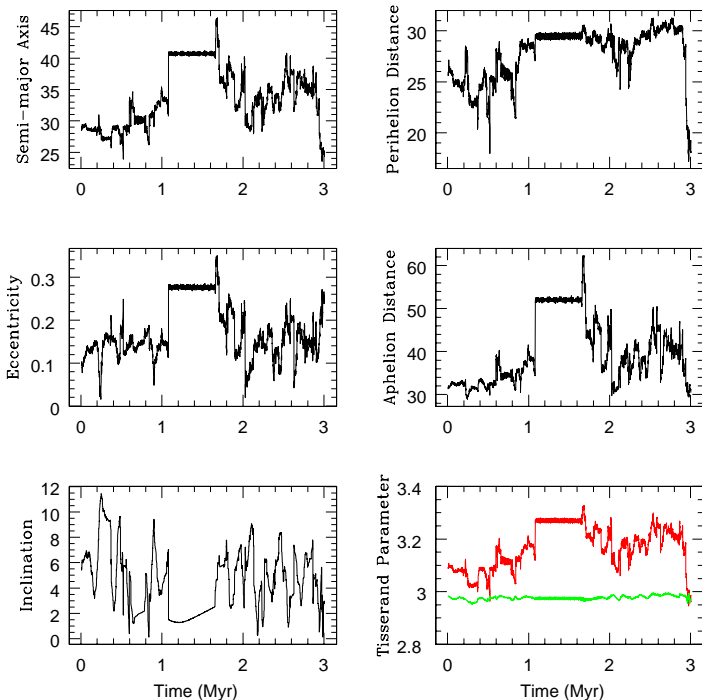 Semi-major Axis
45
40
35
30
25
0 1 2 3
Perihelion Distance
30
25
20
0 1 2 3
Eccentricity
0.3
0.2
0.1
0
0 1 2 3
Aphelion Distance
60
50
40
30
0 1 2 3
Inclination
12
10
8
6
4
2
0
0 1 2 3
Time (Myr)
Tisserand Parameter
3.4
3.2
3
2.8
0 1 2 3
Time (Myr)